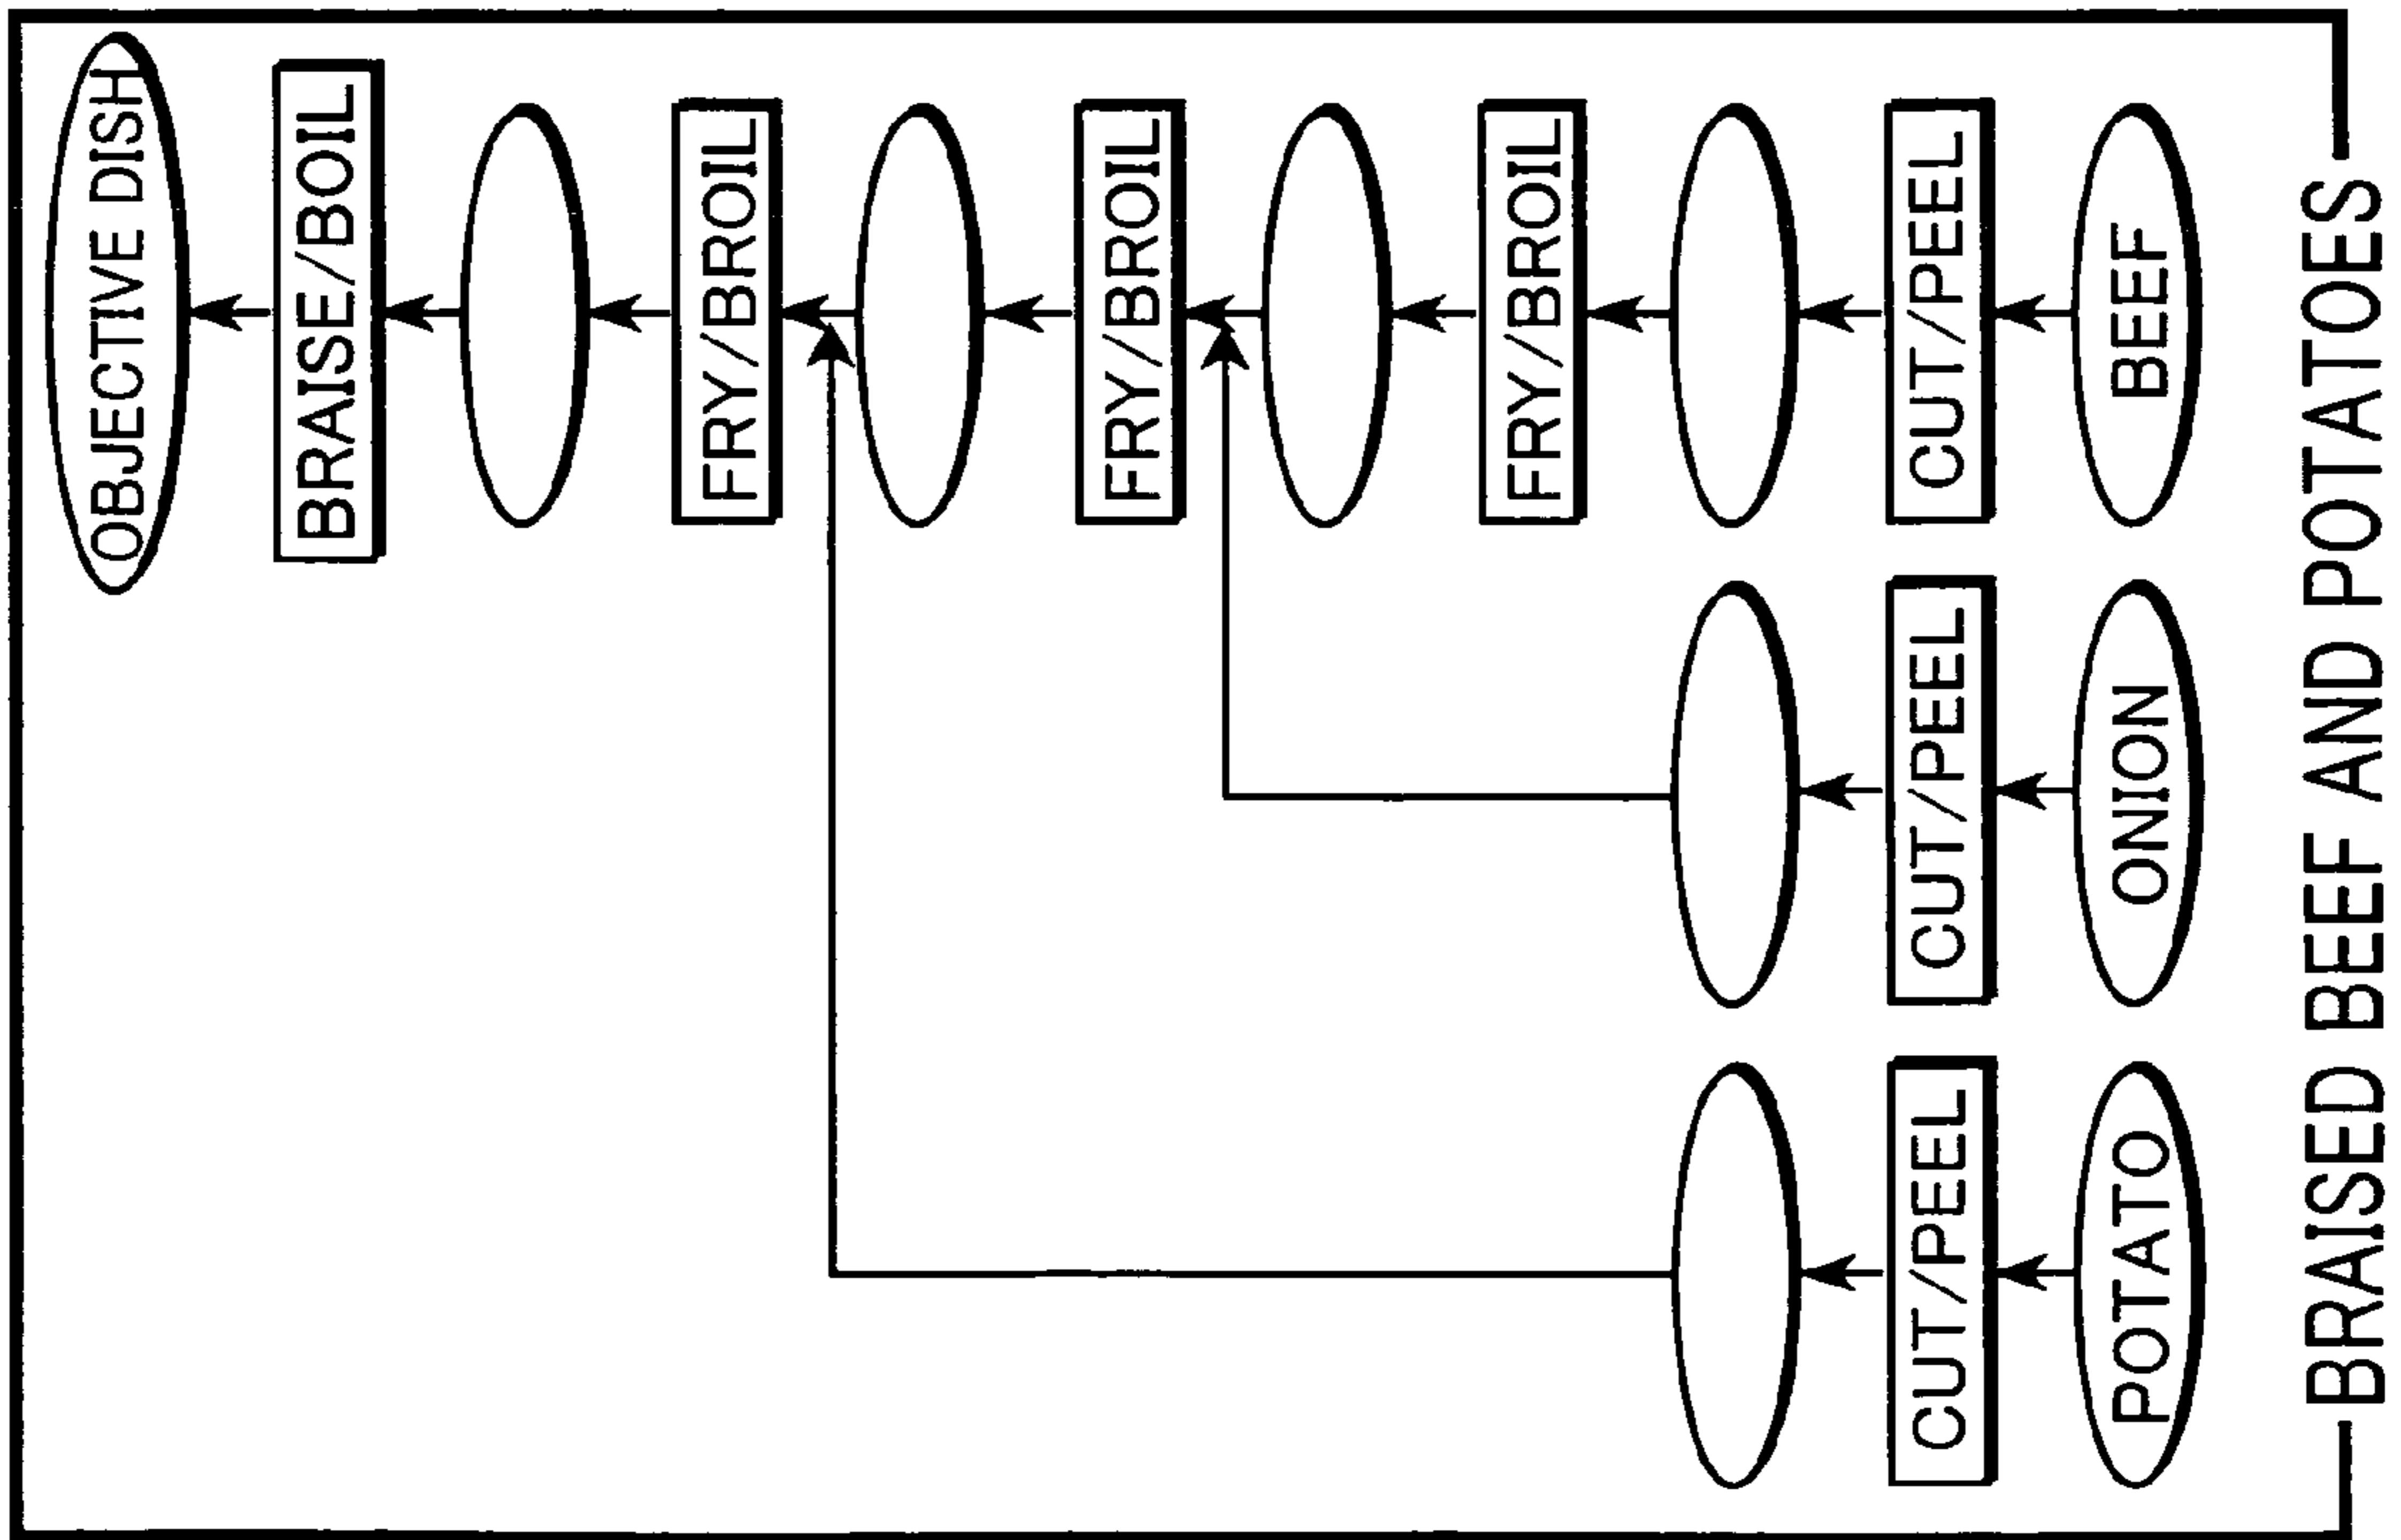 OBJECTIVE DISH
BRAISE/BOIL
FRY/BROIL
FRY/BROIL
FRY/BROIL
CUT/PEEL
CUT/PEEL
CUT/PEEL
POTATO
ONION
BEEF
BRAISED BEEF AND POTATOES